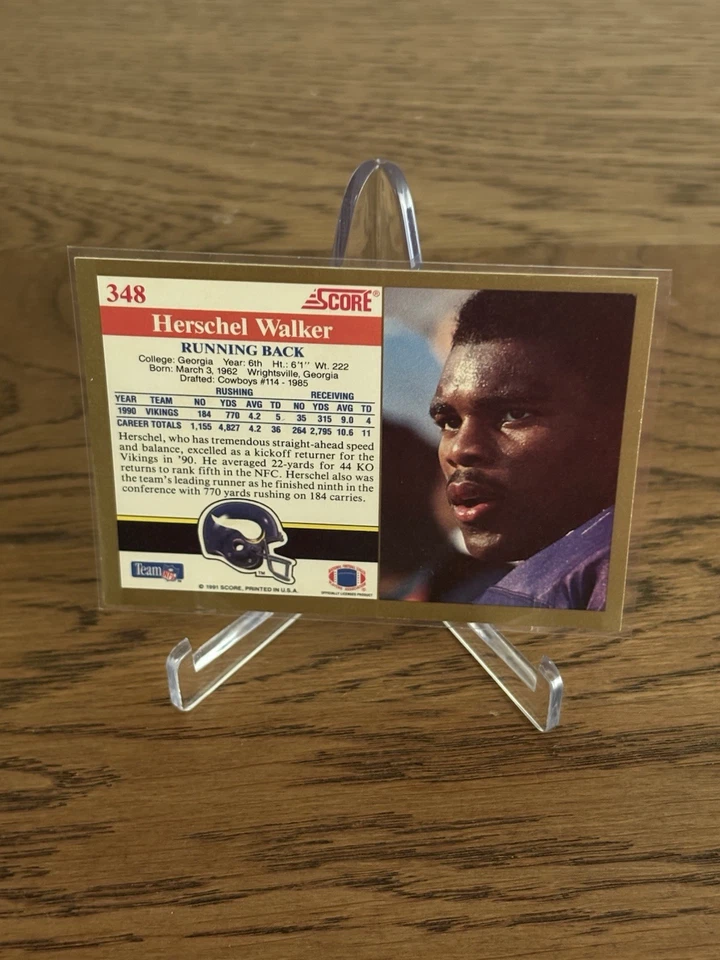 348 SCORE®
Herschel Walker
RUNNING BACK
College: Georgia Year: 6th Ht.: 6'1" Wt. 222
Born: March 3, 1962 Wrightsville, Georgia
Drafted: Cowboys #114 - 1985
RUSHING RECEIVING
YEAR TEAM NO YDS AVG TD NO YDS AVG TD
1990 VIKINGS 184 770 4.2 5 35 315 9.0 4
CAREER TOTALS 1,155 4,827 4.2 36 264 2,795 10.6 11
Herschel, who has tremendous straight-ahead speed
and balance, excelled as a kickoff returner for the
Vikings in '90. He averaged 22-yards for 44 KO
returns to rank fifth in the NFC. Herschel also was
the team's leading runner as he finished ninth in the
conference with 770 yards rushing on 184 carries.
TM
Team NFL
© 1991 SCORE, PRINTED IN U.S.A.
OFFICIALLY LICENSED PRODUCT